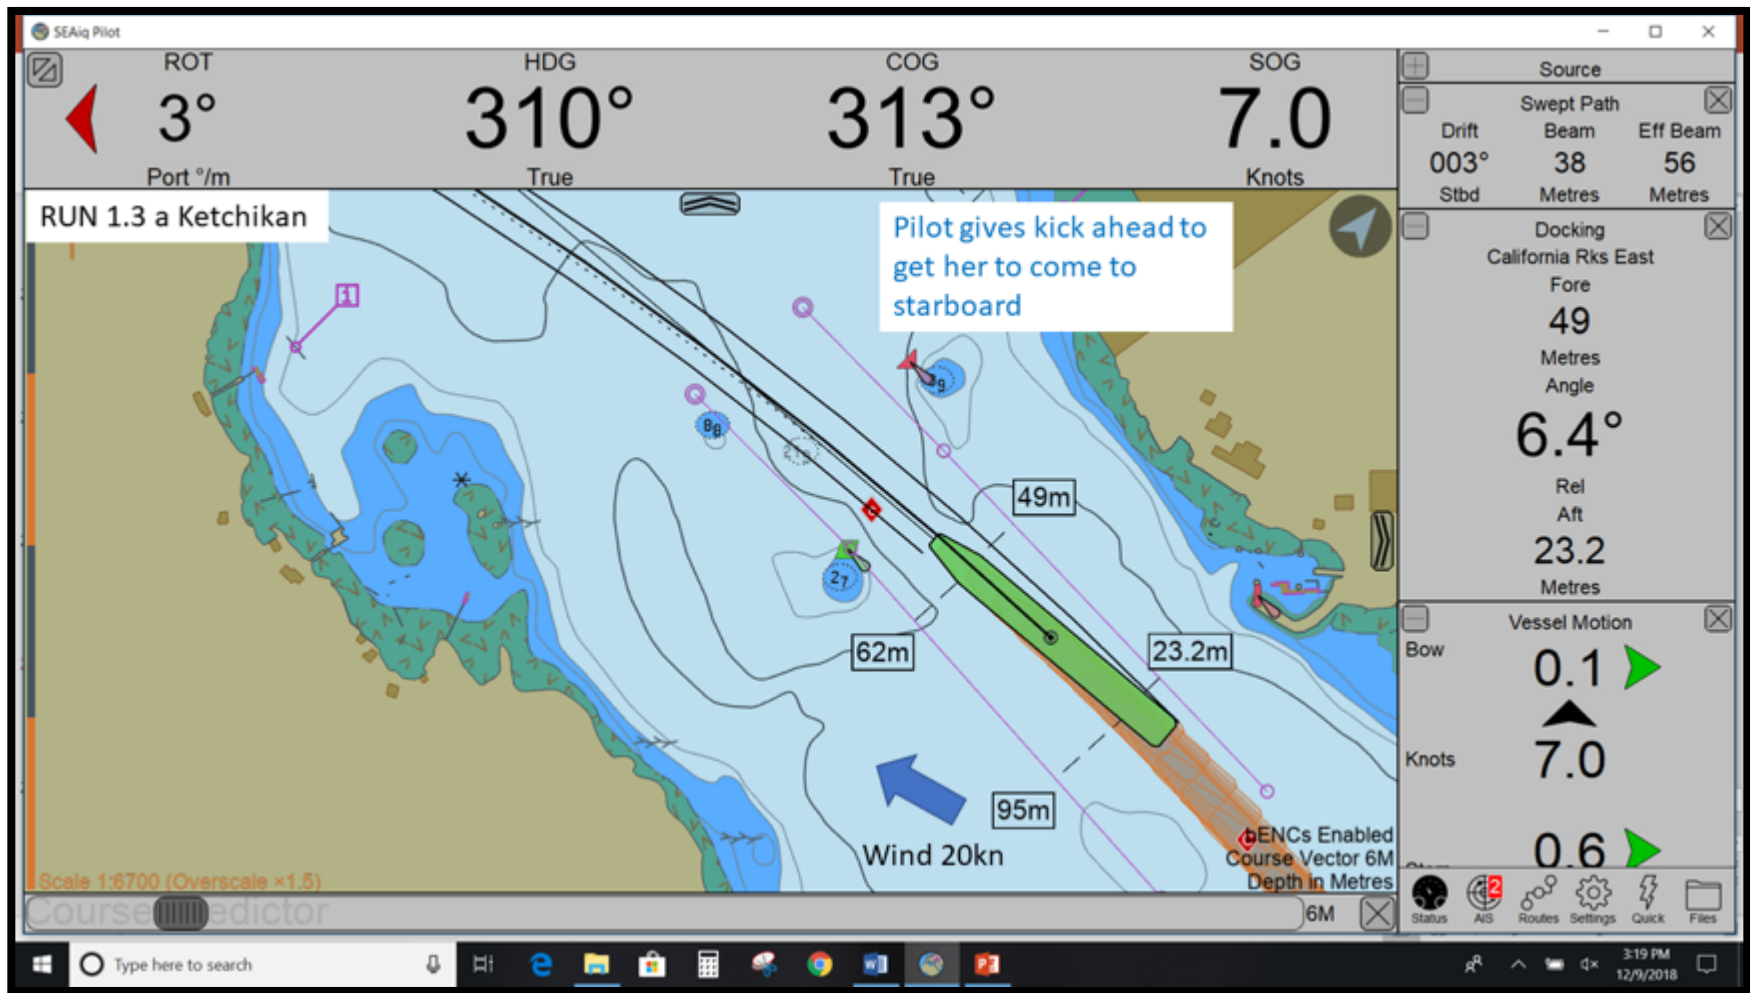 SEAiq Pilot
ROT
HDG
COG
SOG
3°
310°
313°
7.0
Port °/m
True
True
Knots
Source
Swept Path
Drift
Beam
Eff Beam
003°
38
56
Stbd
Metres
Metres
Docking
California Rks East
Fore
49
Metres
Angle
6.4°
Rel
Aft
23.2
Metres
Vessel Motion
Bow
0.1
Knots
7.0
0.6
RUN 1.3 a Ketchikan
Pilot gives kick ahead to
get her to come to
starboard
1
49m
62m
23.2m
95m
27
Wind 20kn
bENCs Enabled
Course Vector 6M
Depth in Metres
Scale 1:6700 (Overscale ×1.5)
Course
edictor
6M
2
Status
AIS
Routes
Settings
Quick
Files
Type here to search
3:19 PM
12/9/2018